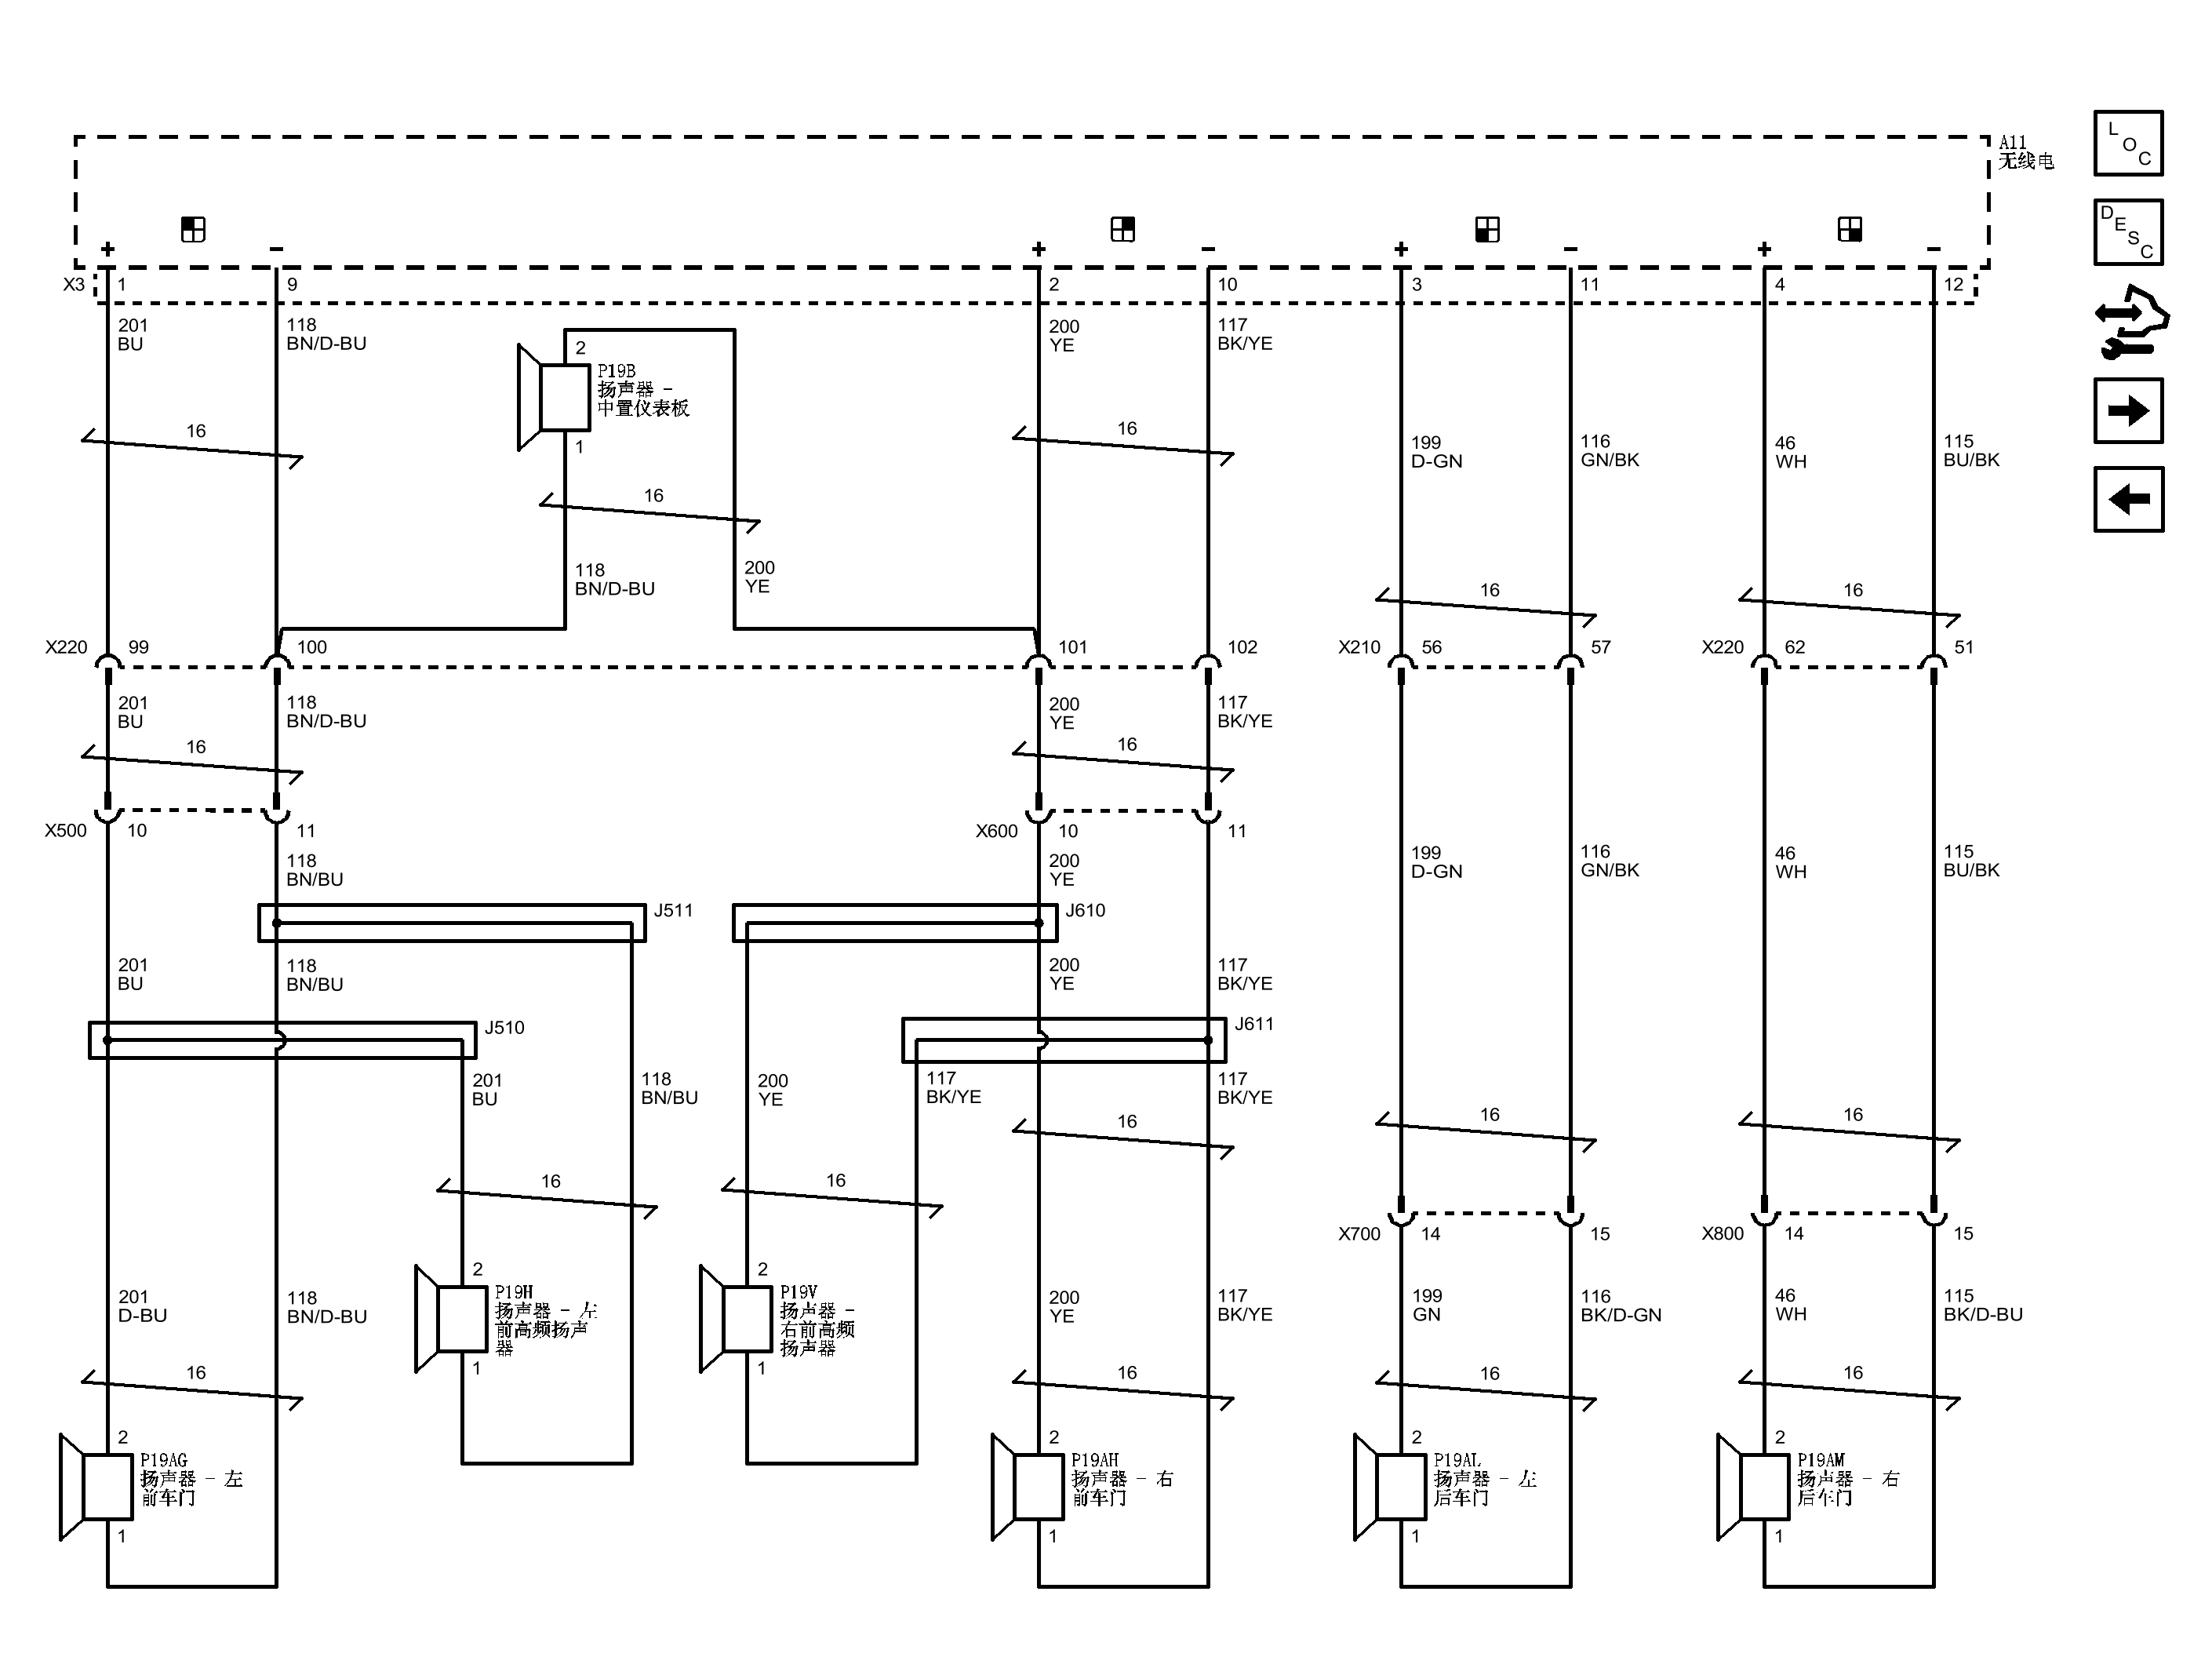 A11
无线电
L
O
C
D
E
S
C
+
−
+
−
+
−
+
−
X3
1
9
2
10
3
11
4
12
201
BU
118
BN/D-BU
200
YE
117
BK/YE
2
P19B
扬声器 –
中置仪表板
1
16
16
16
199
D-GN
116
GN/BK
46
WH
115
BU/BK
118
BN/D-BU
200
YE
16
16
X220
99
100
101
102
X210
56
57
X220
62
51
201
BU
118
BN/D-BU
200
YE
117
BK/YE
16
16
X500
10
11
X600
10
11
118
BN/BU
200
YE
199
D-GN
116
GN/BK
46
WH
115
BU/BK
J511
J610
201
BU
118
BN/BU
200
YE
117
BK/YE
J510
J611
201
BU
118
BN/BU
200
YE
117
BK/YE
117
BK/YE
16
16
16
16
16
X700
14
15
X800
14
15
2
P19H
扬声器 – 左
前高频扬声
器
1
2
P19V
扬声器 –
右前高频
扬声器
1
201
D-BU
118
BN/D-BU
200
YE
117
BK/YE
199
GN
116
BK/D-GN
46
WH
115
BK/D-BU
16
16
16
16
2
P19AG
扬声器 – 左
前车门
1
2
P19AH
扬声器 – 右
前车门
1
2
P19AL
扬声器 – 左
后车门
1
2
P19AM
扬声器 – 右
后车门
1